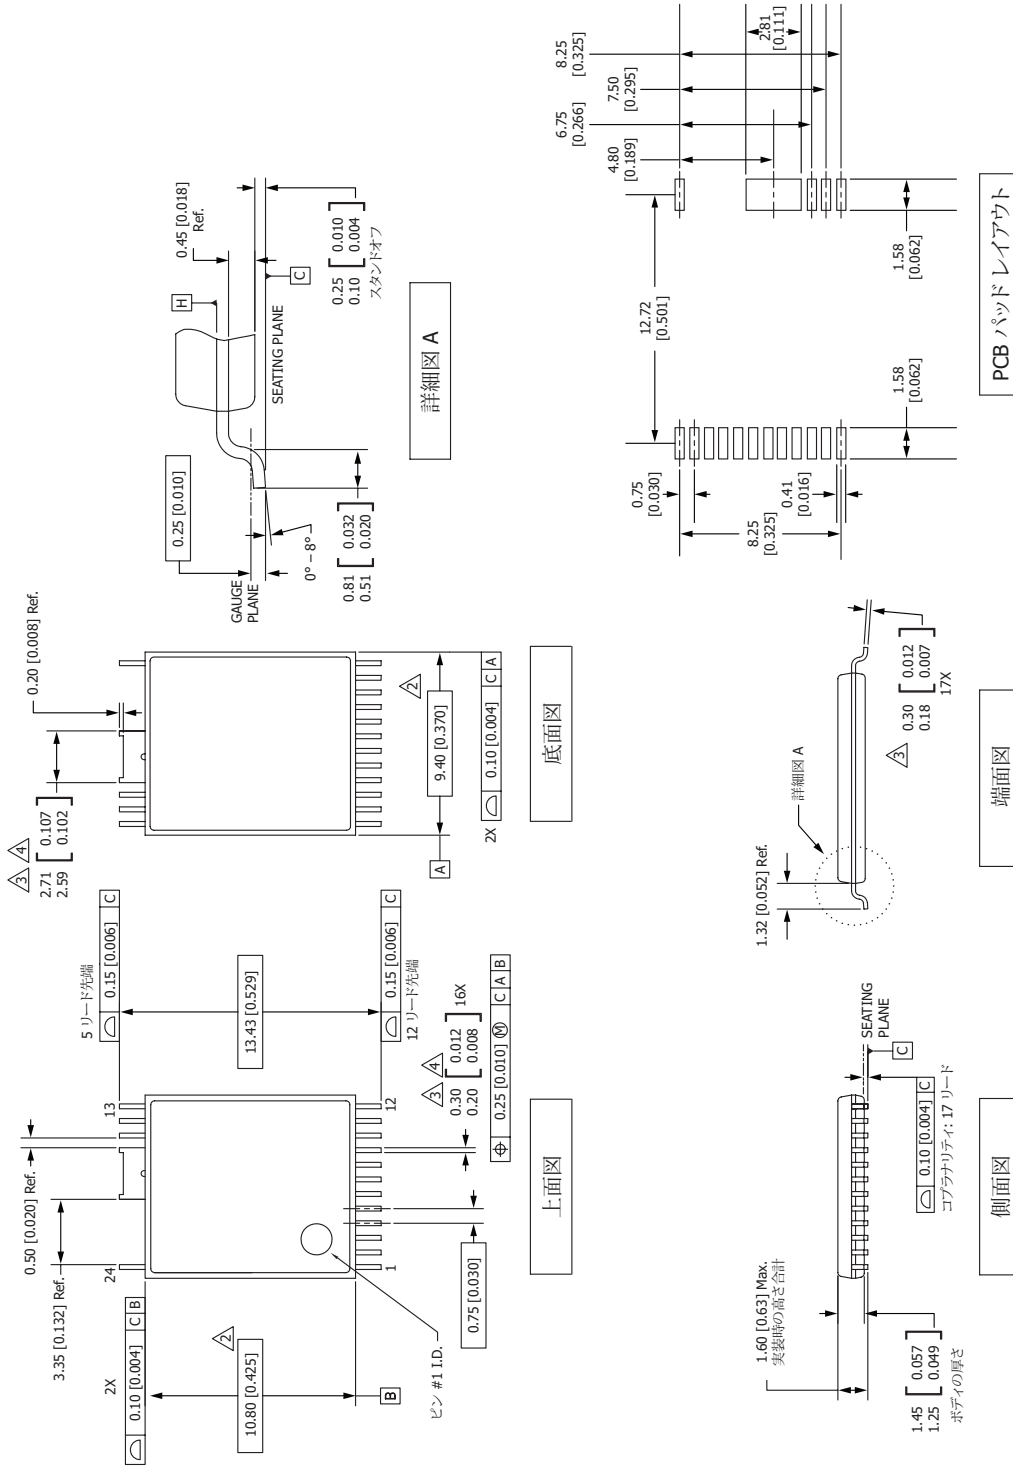 2X
0.10 [0.004] C B
3.35 [0.132] Ref.
0.50 [0.020] Ref.
24
13
5 リード先端
0.15 [0.006] C
2
10.80 [0.425]
B
13.43 [0.529]
ピン #1 I.D.
1
12
0.15 [0.006] C
12 リード先端
0.75 [0.030]
3 4
0.30 [0.012]
0.20 [0.008]
16X
0.25 [0.010] M C A B
上面図
3 4
2.71 [0.107]
2.59 [0.102]
0.20 [0.008] Ref.
A
2
9.40 [0.370]
2X
0.10 [0.004] C A
底面図
GAUGE
PLANE
0.25 [0.010]
H
0.45 [0.018]
Ref.
0° – 8°
SEATING PLANE
C
0.81 [0.032]
0.51 [0.020]
0.25 [0.010]
0.10 [0.004]
スタンドオフ
詳細図 A
1.60 [0.63] Max.
実装時の高さ合計
SEATING
PLANE
C
1.45 [0.057]
1.25 [0.049]
ボディの厚さ
0.10 [0.004] C
コプラナリティ: 17 リード
側面図
1.32 [0.052] Ref.
詳細図 A
3
0.30 [0.012]
0.18 [0.007]
17X
端面図
0.75
[0.030]
8.25
[0.325]
0.41
[0.016]
1.58
[0.062]
12.72
[0.501]
4.80
[0.189]
6.75
[0.266]
7.50
[0.295]
8.25
[0.325]
2.81
[0.111]
1.58
[0.062]
PCB パッド レイアウト